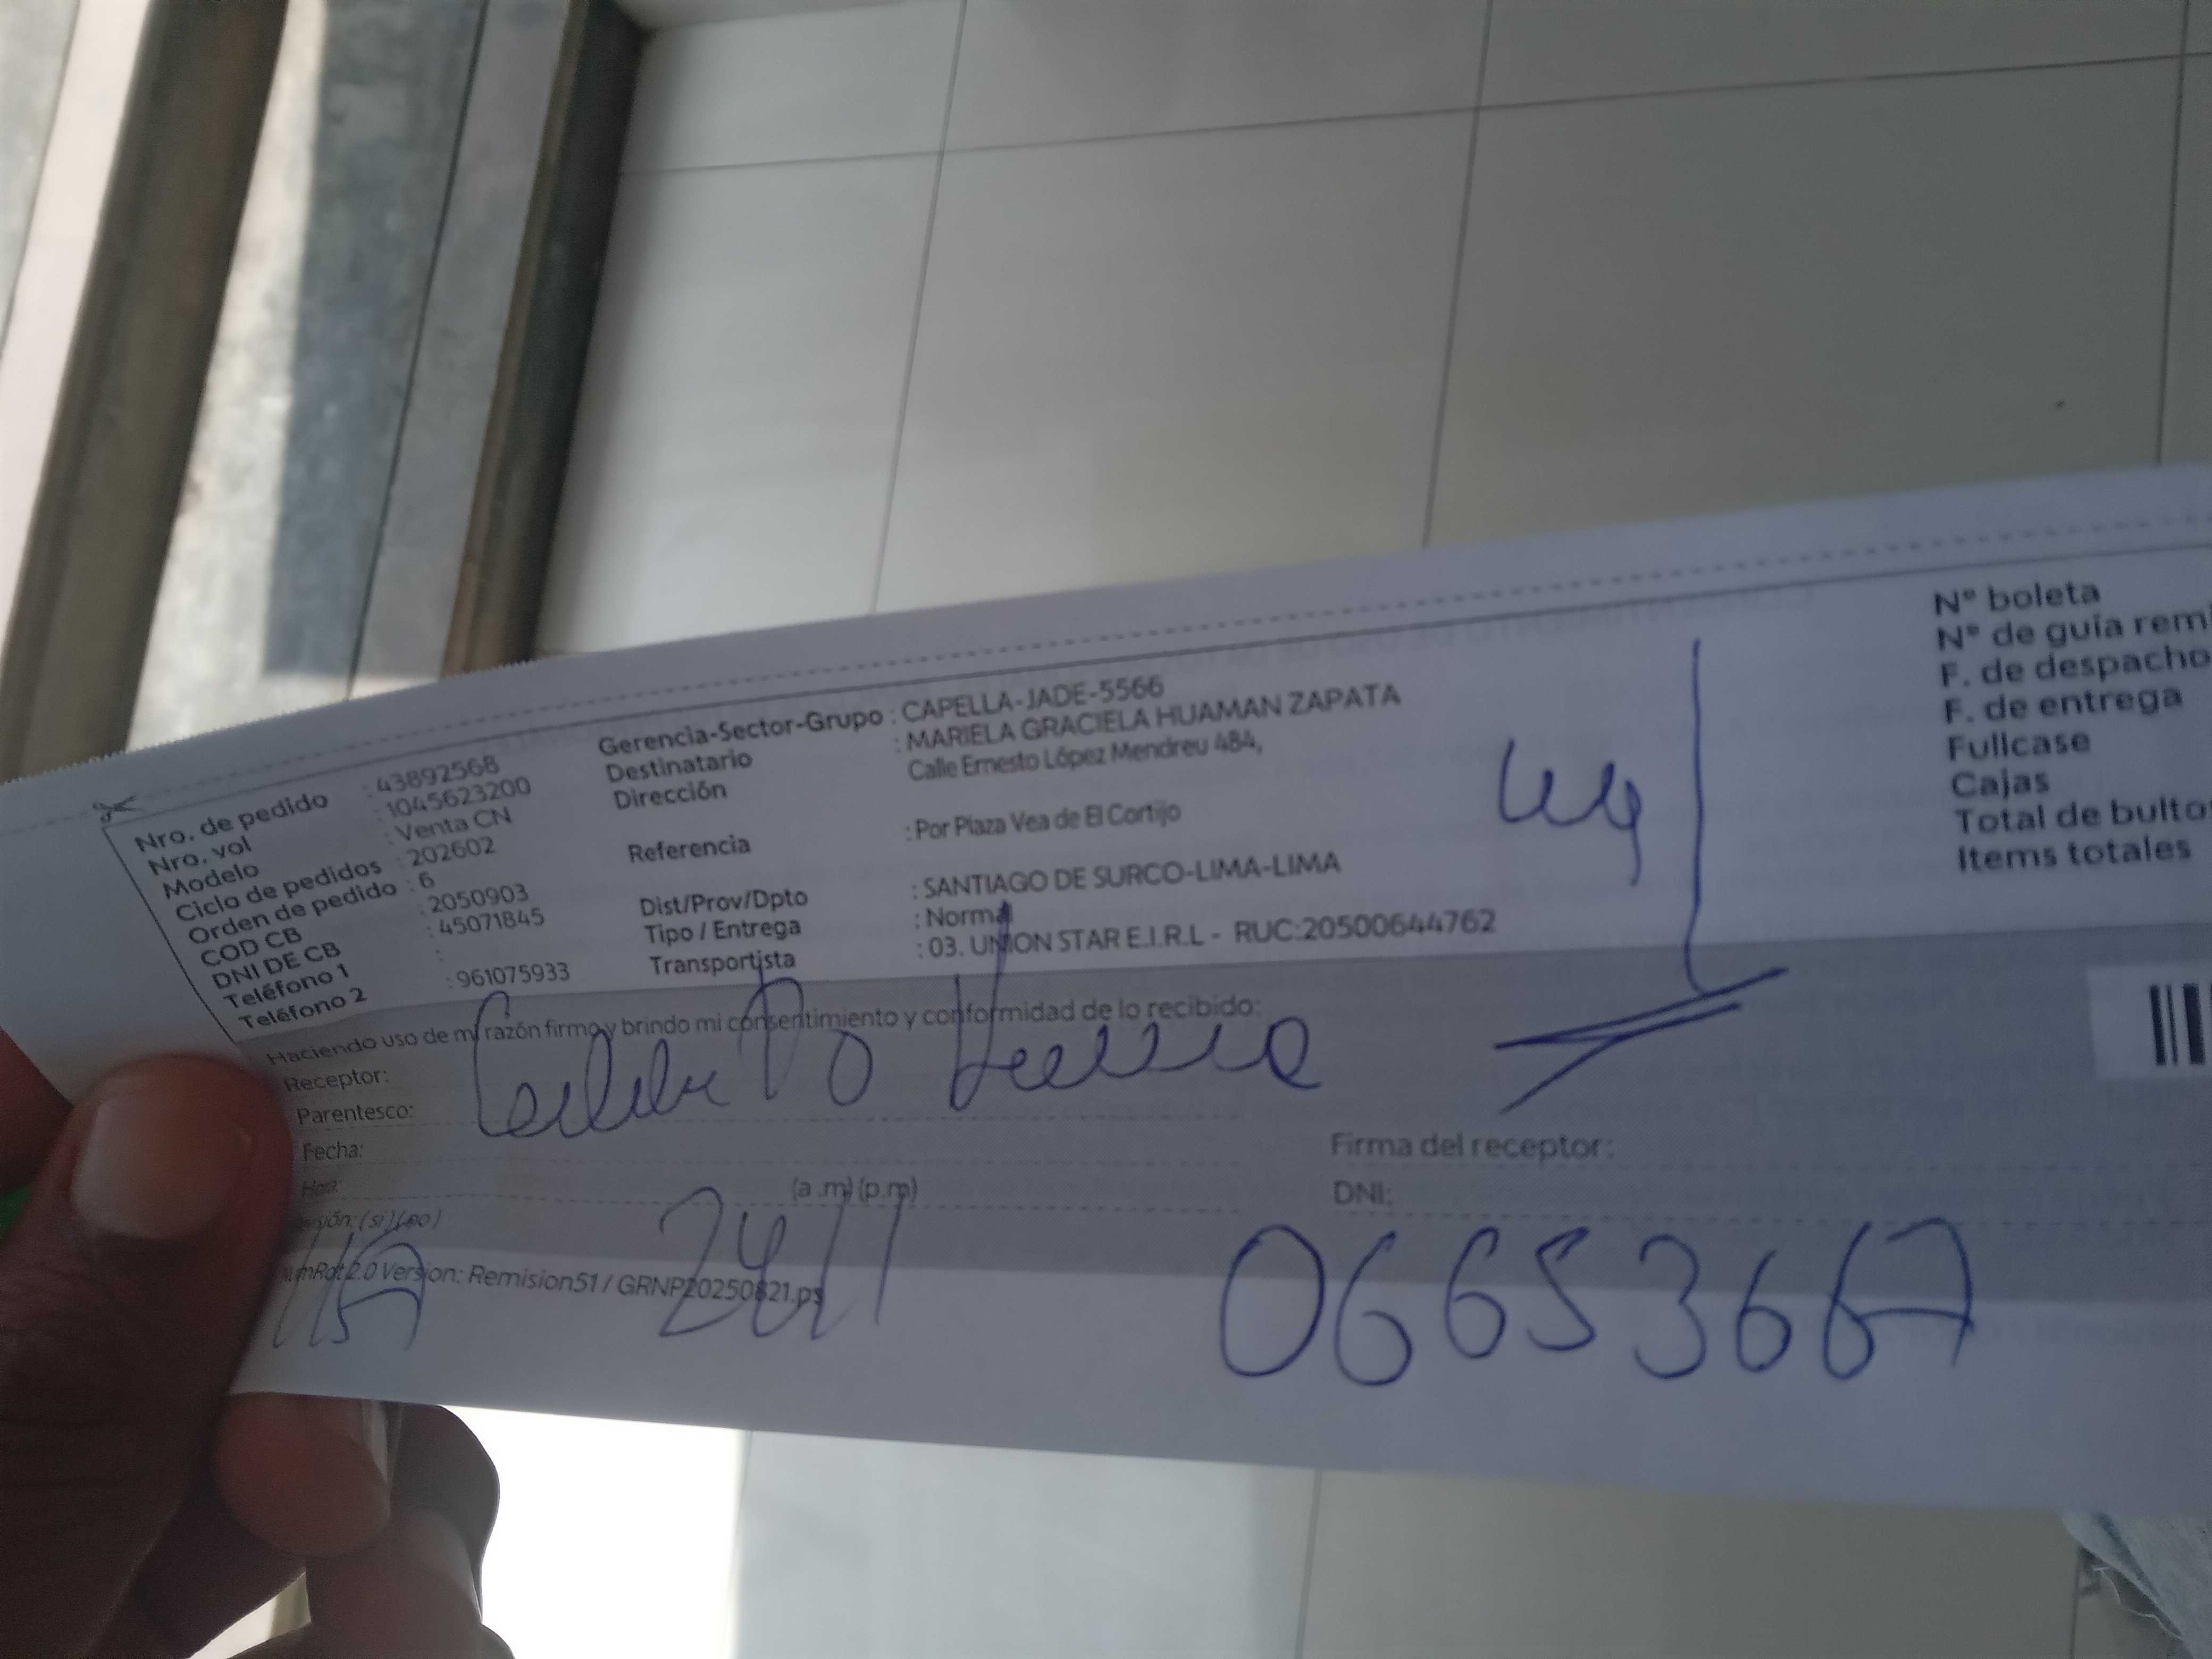 Nro. de pedido : 43892568
Nro. vol : 1045623200
Modelo : Venta CN
Ciclo de pedidos : 202602
Orden de pedido : 6
COD CB : 2050903
DNI DE CB : 45071845
Teléfono 1 :
Teléfono 2 : 961075933
Gerencia-Sector-Grupo : CAPELLA-JADE-5566
Destinatario : MARIELA GRACIELA HUAMAN ZAPATA
Dirección Calle Ernesto López Mendreu 484,
Referencia : Por Plaza Vea de El Cortijo
Dist/Prov/Dpto : SANTIAGO DE SURCO-LIMA-LIMA
Tipo / Entrega : Normal
Transportista : 03. UNION STAR E.I.R.L - RUC:20500644762
N° boleta
N° de guía rem
F. de despacho
F. de entrega
Fullcase
Cajas
Total de bulto
Items totales
Haciendo uso de mi razón firmo y brindo mi consentimiento y conformidad de lo recibido:
Receptor:
Parentesco:
Fecha:
Hora: (a.m) (p.m)
(si) (no)
2.0 Version: Remision51 / GRNP20250821.ps
24/1
Firma del receptor:
DNI:
06653667